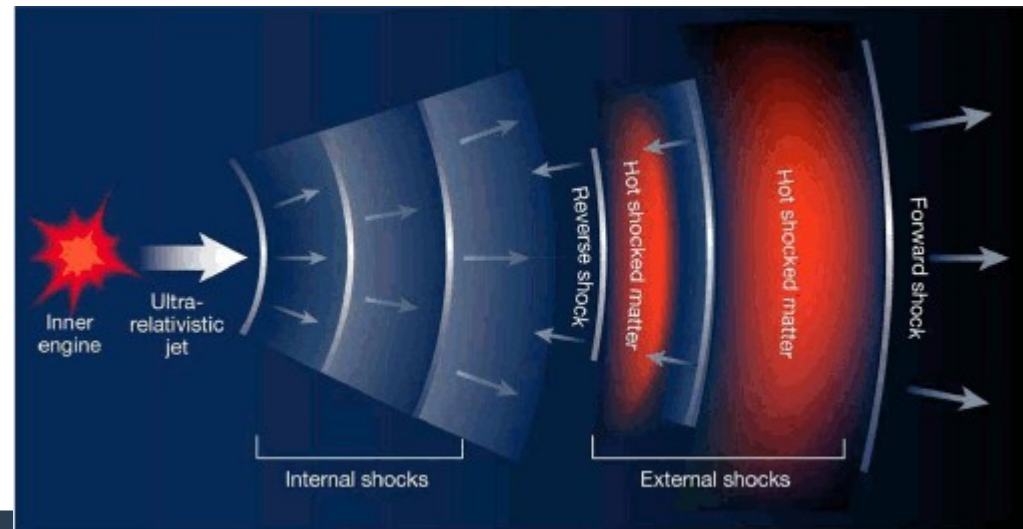 Inner
engine
Ultra-
relativistic
jet
Internal shocks
Reverse shock
Hot shocked matter
Hot shocked matter
Forward shock
External shocks